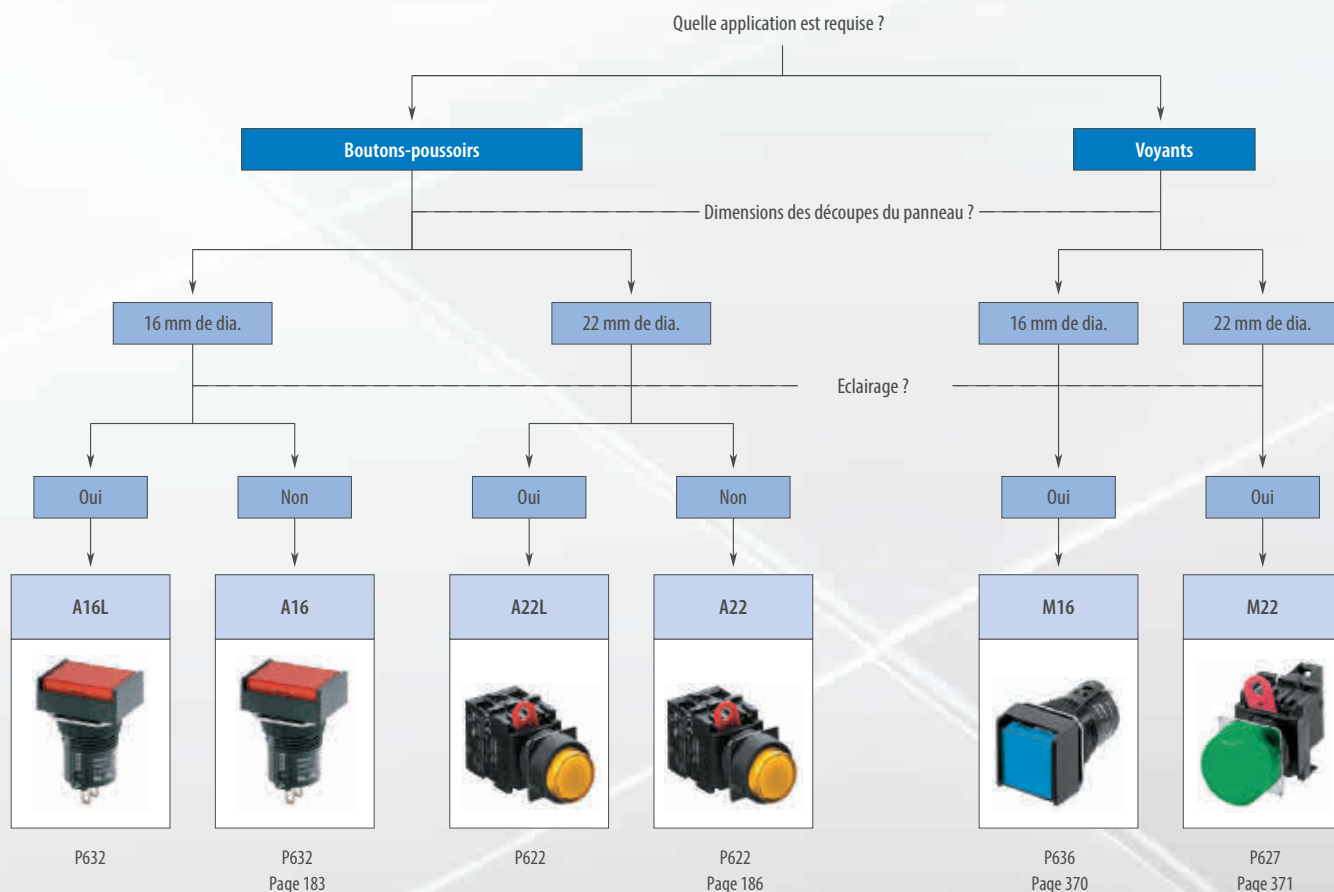 Quelle application est requise ?
Boutons-poussoirs
Voyants
Dimensions des découpes du panneau ?
16 mm de dia.
22 mm de dia.
16 mm de dia.
22 mm de dia.
Eclairage ?
Oui
Non
Oui
Non
Oui
Oui
A16L
A16
A22L
A22
M16
M22
P632
P632
P622
P622
P636
P627
Page 183
Page 186
Page 370
Page 371